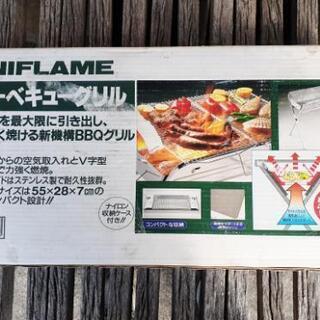 NIFLAME
ーベキューグリル
を最大限に引き出し、
く焼ける新機構BBQグリル
からの空気取入れとV字型
で力強く燃焼。
ドはステンレス製で耐久性抜群。
サイズは55×28×7cmの
パクト設計!!
ナイロン
収納ケース
付き!!
コンパクトな収納